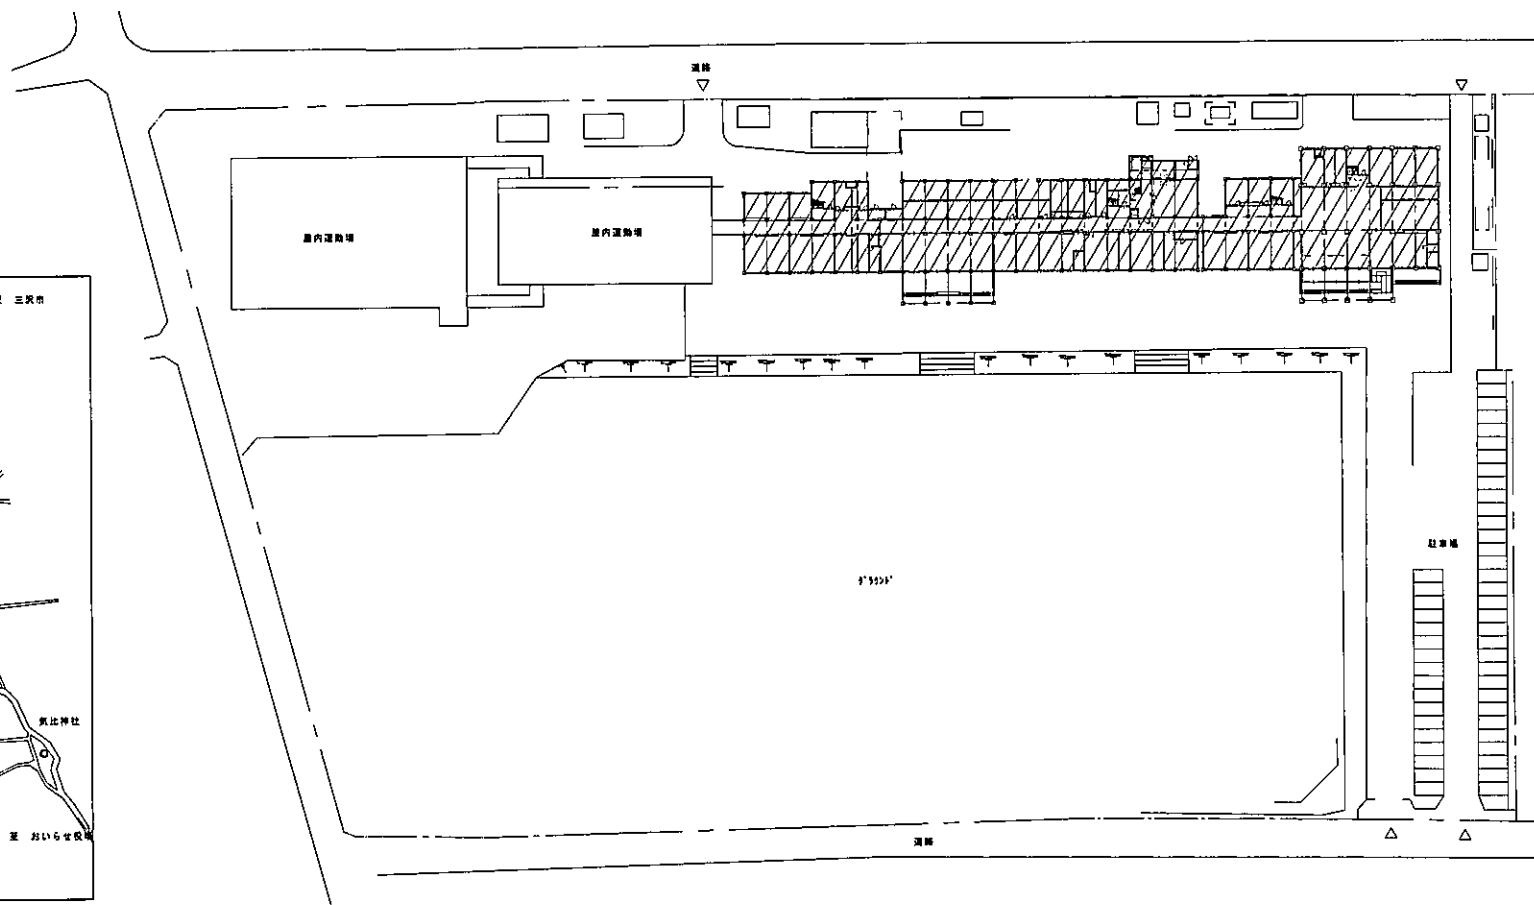 道路
屋内運動場
屋内運動場
三沢市
駐車場
ｸﾞﾗｳﾝﾄﾞ
気比神社
至 おいらせ役場
道路